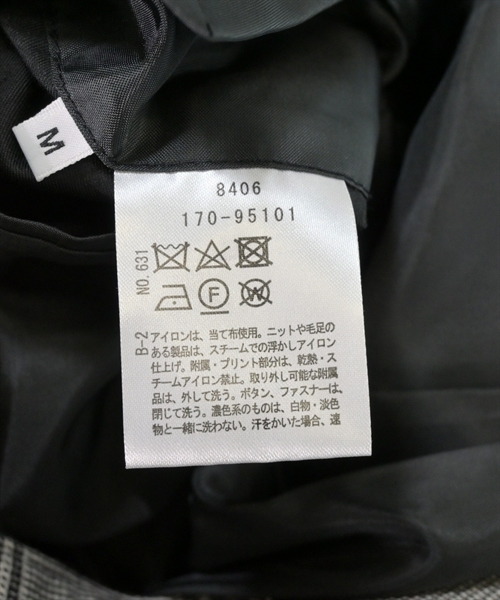 M
8406
170-95101
NO.631
F
W
B-2
アイロンは、当て布使用。ニットや毛足の
ある製品は、スチームでの浮かしアイロン
仕上げ。附属・プリント部分は、乾熱・ス
チームアイロン禁止。取り外し可能な附属
品は、外して洗う。ボタン、ファスナーは、
閉じて洗う。濃色系のものは、白物・淡色
物と一緒に洗わない。汗をかいた場合、速